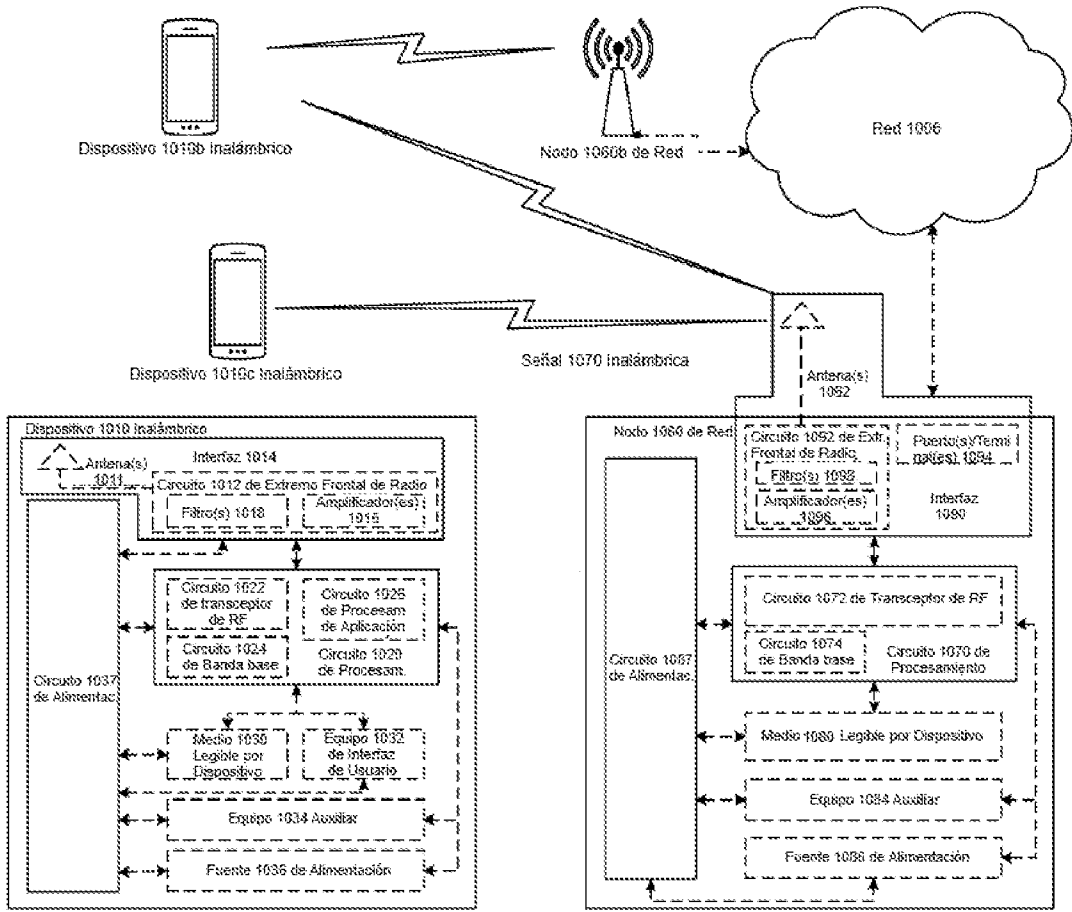 Dispositivo 1010b Inalámbrico
Nodo 1060b de Red
Red 1006
Dispositivo 1010c Inalámbrico
Señal 1070 Inalámbrica
Antena(s)
1062
Dispositivo 1010 Inalámbrico
Interfaz 1014
Antena(s)
1011
Circuito 1012 de Extremo Frontal de Radio
Filtro(s) 1018
Amplificador(es)
1016
Circuito 1022
de transceptor
de RF
Circuito 1026
de Procesam
de Aplicación
Circuito 1024
de Banda base
Circuito 1020
de Procesam.
Circuito 1037
de Alimentac
Medio 1030
Legible por
Dispositivo
Equipo 1032
de Interfaz
de Usuario
Equipo 1034 Auxiliar
Fuente 1036 de Alimentación
Nodo 1060 de Red
Circuito 1092 de Extr.
Frontal de Radio
Filtro(s) 1098
Amplificador(es)
1096
Puerto(s)/Termi
nal(es) 1094
Interfaz
1090
Circuito 1072 de Transceptor de RF
Circuito 1074
de Banda base
Circuito 1070 de
Procesamiento
Circuito 1087
de Alimentac
Medio 1080 Legible por Dispositivo
Equipo 1084 Auxiliar
Fuente 1086 de Alimentación